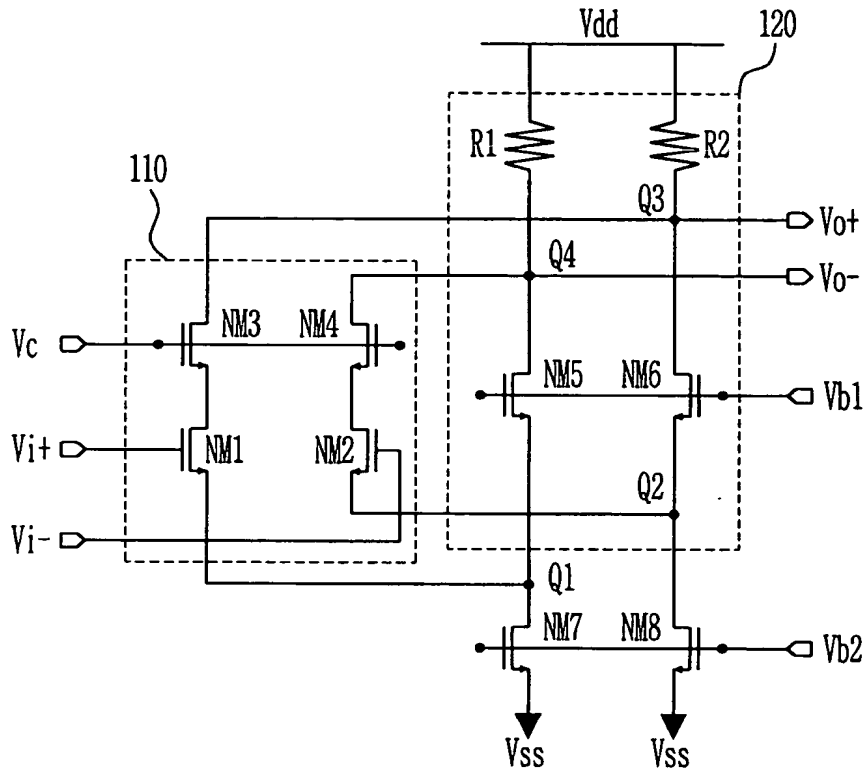 Vdd
120
R1
R2
110
Q3
Vo+
Q4
Vo-
Vc
NM3
NM4
NM5
NM6
Vb1
Vi+
NM1
NM2
Q2
Vi-
Q1
NM7
NM8
Vb2
Vss
Vss